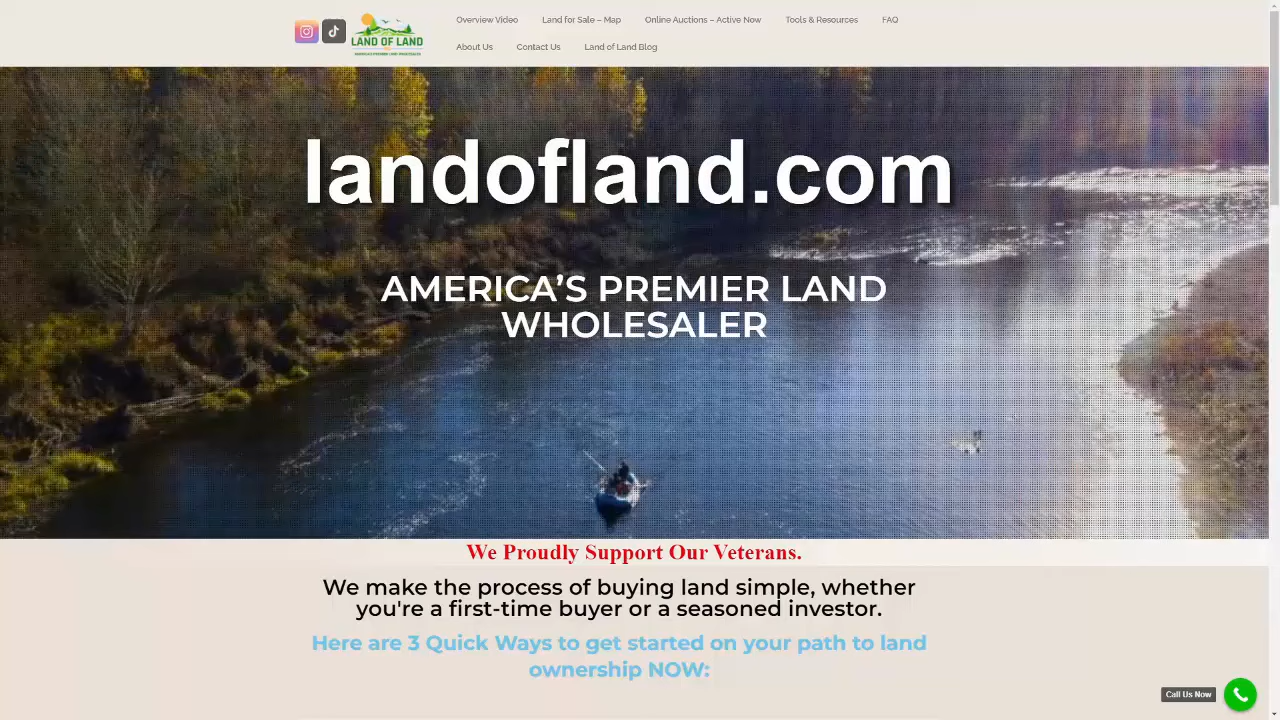 Overview Video
Land for Sale – Map
Online Auctions – Active Now
Tools & Resources
FAQ
LAND OF LAND
About Us
Contact Us
Land of Land Blog
landofland.com
AMERICA'S PREMIER LAND
WHOLESALER
We Proudly Support Our Veterans.
We make the process of buying land simple, whether
you're a first-time buyer or a seasoned investor.
Here are 3 Quick Ways to get started on your path to land
ownership NOW:
Call Us Now